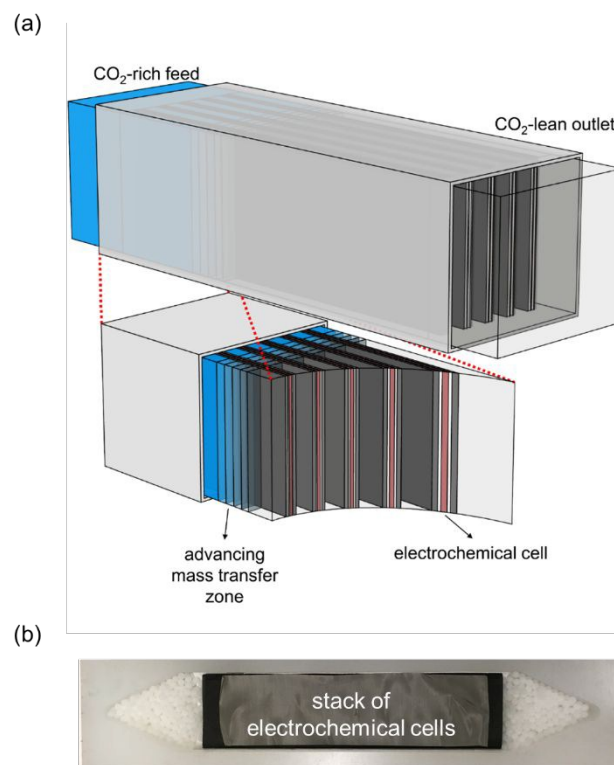 (a)
CO₂-rich feed
CO₂-lean outlet
advancing
mass transfer
zone
electrochemical cell
(b)
stack of
electrochemical cells